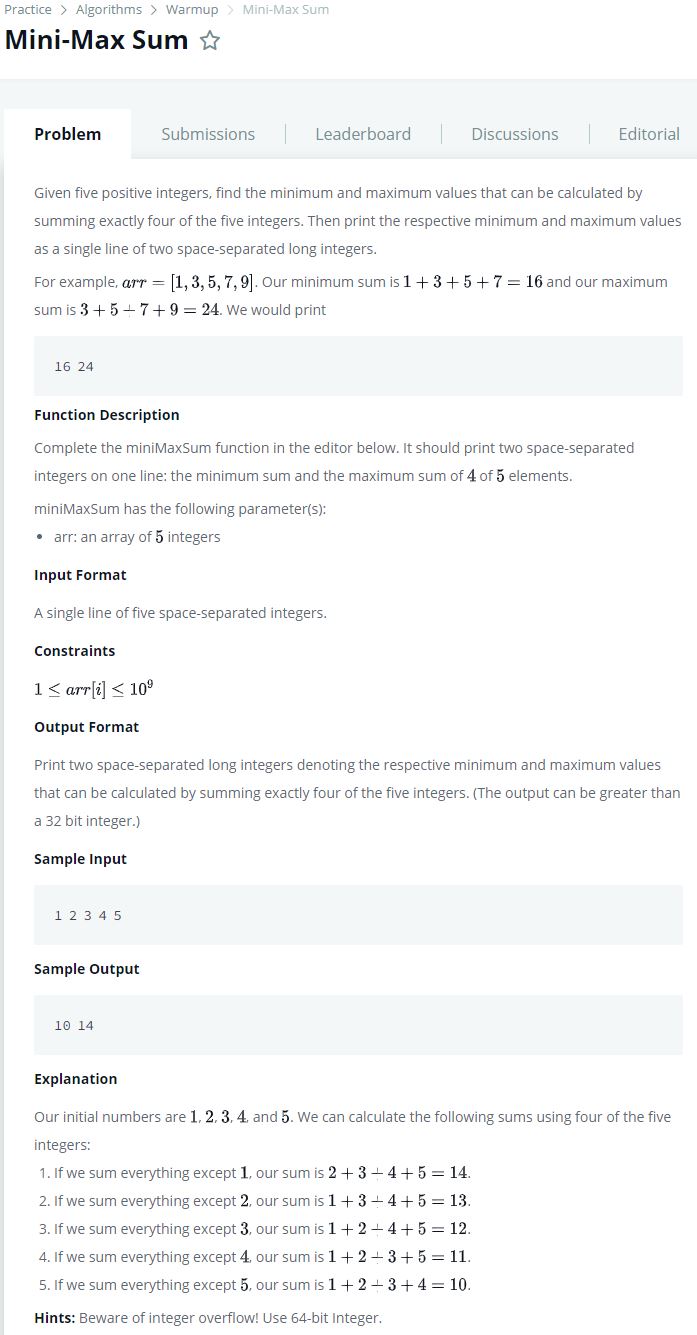 Practice > Algorithms > Warmup > Mini-Max Sum
Mini-Max Sum ☆
Problem Submissions Leaderboard Discussions Editorial
Given five positive integers, find the minimum and maximum values that can be calculated by
summing exactly four of the five integers. Then print the respective minimum and maximum values
as a single line of two space-separated long integers.
For example, arr = [1, 3, 5, 7, 9]. Our minimum sum is 1 + 3 + 5 + 7 = 16 and our maximum
sum is 3 + 5 + 7 + 9 = 24. We would print
16 24
Function Description
Complete the miniMaxSum function in the editor below. It should print two space-separated
integers on one line: the minimum sum and the maximum sum of 4 of 5 elements.
miniMaxSum has the following parameter(s):
• arr: an array of 5 integers
Input Format
A single line of five space-separated integers.
Constraints
1 ≤ arr[i] ≤ 10⁹
Output Format
Print two space-separated long integers denoting the respective minimum and maximum values
that can be calculated by summing exactly four of the five integers. (The output can be greater than
a 32 bit integer.)
Sample Input
1 2 3 4 5
Sample Output
10 14
Explanation
Our initial numbers are 1, 2, 3, 4, and 5. We can calculate the following sums using four of the five
integers:
1. If we sum everything except 1, our sum is 2 + 3 + 4 + 5 = 14.
2. If we sum everything except 2, our sum is 1 + 3 + 4 + 5 = 13.
3. If we sum everything except 3, our sum is 1 + 2 + 4 + 5 = 12.
4. If we sum everything except 4, our sum is 1 + 2 + 3 + 5 = 11.
5. If we sum everything except 5, our sum is 1 + 2 + 3 + 4 = 10.
Hints: Beware of integer overflow! Use 64-bit Integer.